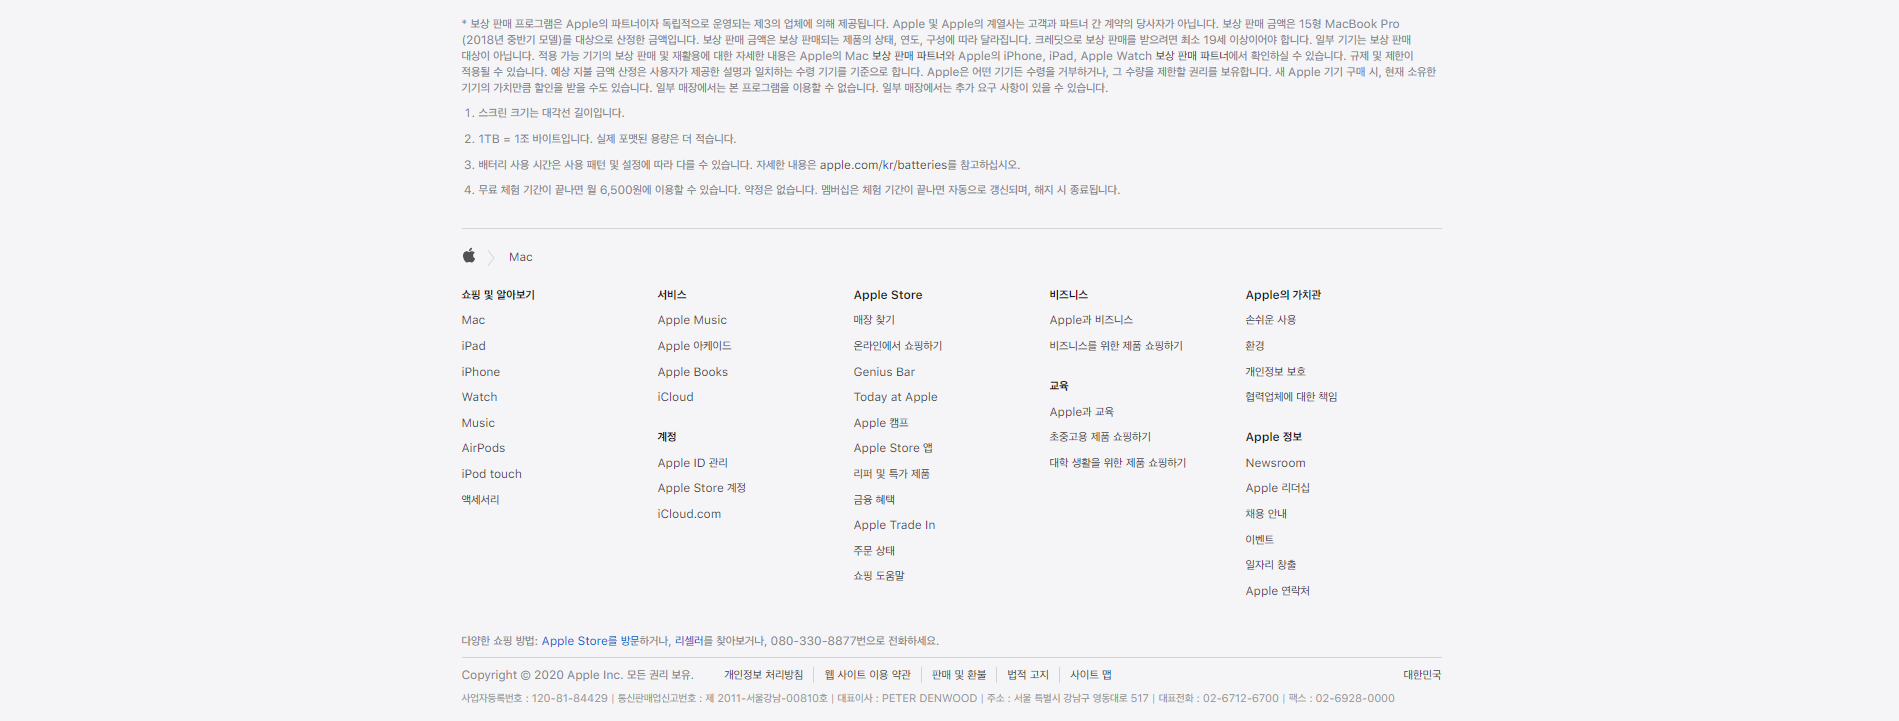 * 보상 판매 프로그램은 Apple의 파트너이자 독립적으로 운영되는 제3의 업체에 의해 제공됩니다. Apple 및 Apple의 계열사는 고객과 파트너 간 계약의 당사자가 아닙니다. 보상 판매 금액은 15형 MacBook Pro
(2018년 중반기 모델)를 대상으로 산정한 금액입니다. 보상 판매 금액은 보상 판매되는 제품의 상태, 연도, 구성에 따라 달라집니다. 크레딧으로 보상 판매를 받으려면 최소 19세 이상이어야 합니다. 일부 기기는 보상 판매
대상이 아닙니다. 적용 가능 기기의 보상 판매 및 재활용에 대한 자세한 내용은 Apple의 Mac 보상 판매 파트너와 Apple의 iPhone, iPad, Apple Watch 보상 판매 파트너에서 확인하실 수 있습니다. 규제 및 제한이
적용될 수 있습니다. 예상 지불 금액 산정은 사용자가 제공한 설명과 일치하는 수령 기기를 기준으로 합니다. Apple은 어떤 기기든 수령을 거부하거나, 그 수량을 제한할 권리를 보유합니다. 새 Apple 기기 구매 시, 현재 소유한
기기의 가치만큼 할인을 받을 수도 있습니다. 일부 매장에서는 본 프로그램을 이용할 수 없습니다. 일부 매장에서는 추가 요구 사항이 있을 수 있습니다.
1. 스크린 크기는 대각선 길이입니다.
2. 1TB = 1조 바이트입니다. 실제 포맷된 용량은 더 적습니다.
3. 배터리 사용 시간은 사용 패턴 및 설정에 따라 다를 수 있습니다. 자세한 내용은 apple.com/kr/batteries를 참고하십시오.
4. 무료 체험 기간이 끝나면 월 6,500원에 이용할 수 있습니다. 약정은 없습니다. 멤버십은 체험 기간이 끝나면 자동으로 갱신되며, 해지 시 종료됩니다.
Mac
쇼핑 및 알아보기
Mac
iPad
iPhone
Watch
Music
AirPods
iPod touch
액세서리
서비스
Apple Music
Apple 아케이드
Apple Books
iCloud
계정
Apple ID 관리
Apple Store 계정
iCloud.com
Apple Store
매장 찾기
온라인에서 쇼핑하기
Genius Bar
Today at Apple
Apple 캠프
Apple Store 앱
리퍼 및 특가 제품
금융 혜택
Apple Trade In
주문 상태
쇼핑 도움말
비즈니스
Apple과 비즈니스
비즈니스를 위한 제품 쇼핑하기
교육
Apple과 교육
초중고용 제품 쇼핑하기
대학 생활을 위한 제품 쇼핑하기
Apple의 가치관
손쉬운 사용
환경
개인정보 보호
협력업체에 대한 책임
Apple 정보
Newsroom
Apple 리더십
채용 안내
이벤트
일자리 창출
Apple 연락처
다양한 쇼핑 방법: Apple Store를 방문하거나, 리셀러를 찾아보거나, 080-330-8877번으로 전화하세요.
Copyright © 2020 Apple Inc. 모든 권리 보유. 개인정보 처리방침 | 웹 사이트 이용 약관 | 판매 및 환불 | 법적 고지 | 사이트 맵 대한민국
사업자등록번호 : 120-81-84429 | 통신판매업신고번호 : 제 2011-서울강남-00810호 | 대표이사 : PETER DENWOOD | 주소 : 서울 특별시 강남구 영동대로 517 | 대표전화 : 02-6712-6700 | 팩스 : 02-6928-0000